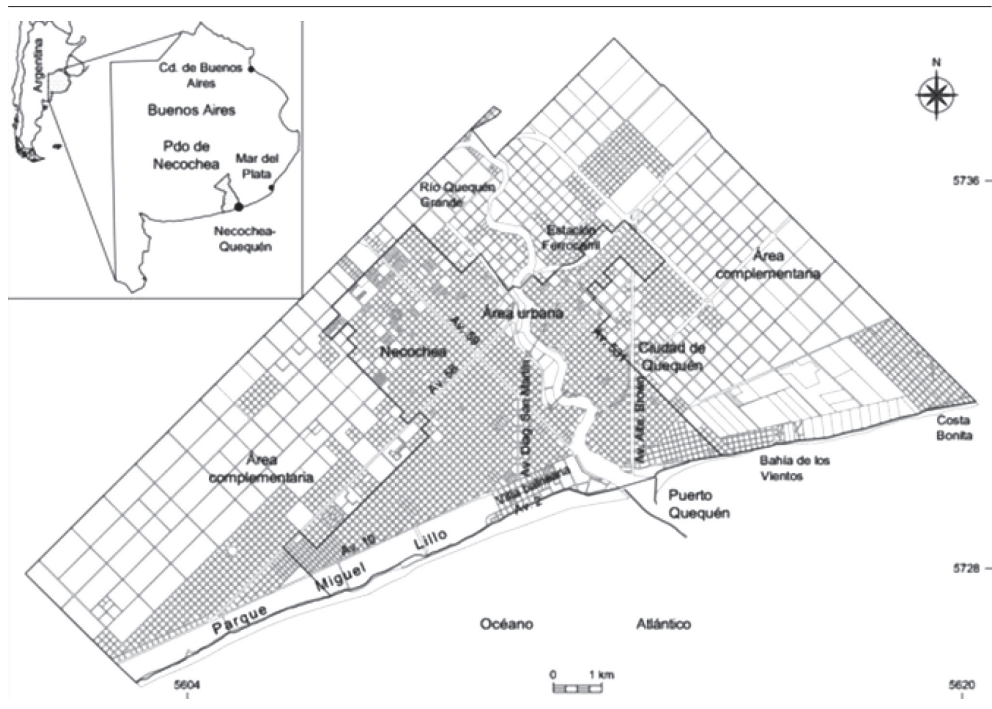 Argentina
Cd. de Buenos
Aires
Buenos Aires
Pdo de
Necochea
Mar del
Plata
Necochea-
Quequén
N
5736
Río Quequén
Grande
Estación
Ferrocarril
Área
complementaria
Área urbana
Av. 58
Necochea
Av. 68
Ciudad de
Quequén
Av. Diag. San Martín
Av. Alte. Brown
Costa
Bonita
Bahía de los
Vientos
Área
complementaria
Villa balnearia
Av. 2
Puerto
Quequén
Av. 10
Parque Miguel Lillo
5728
Océano Atlántico
0 1 km
5604
5620